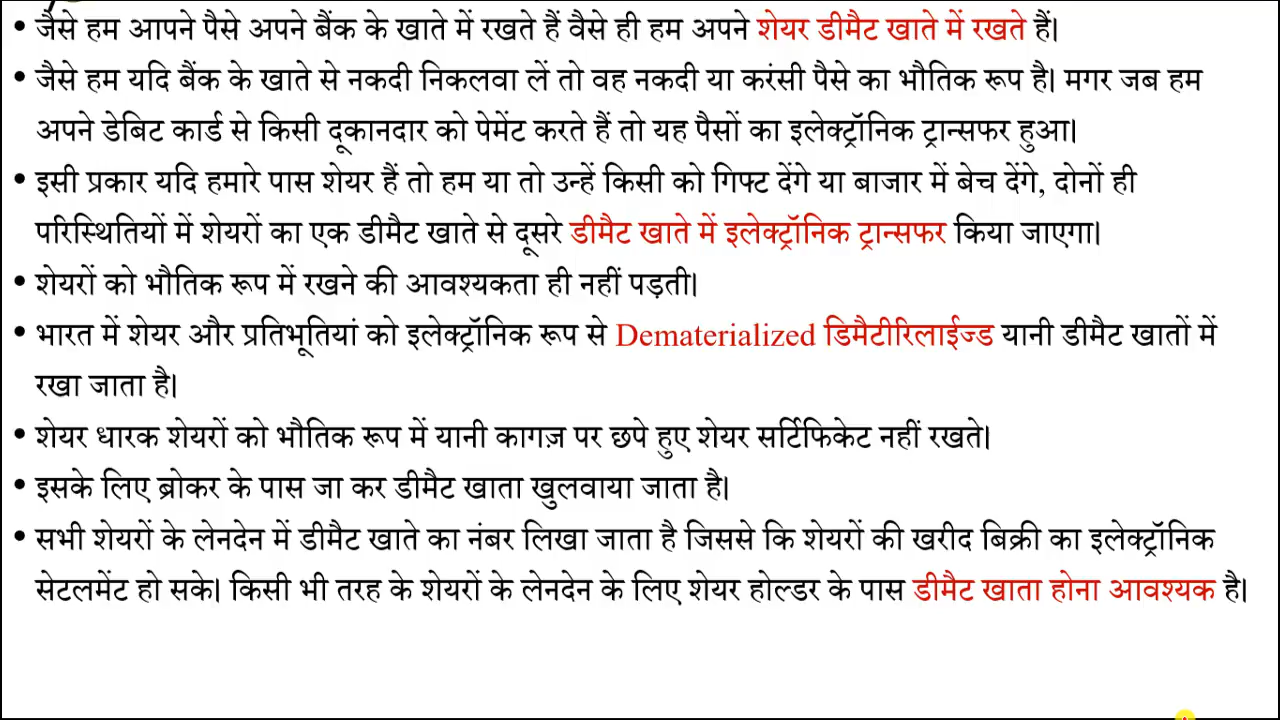 • जैसे हम आपने पैसे अपने बैंक के खाते में रखते हैं वैसे ही हम अपने शेयर डीमैट खाते में रखते हैं।
• जैसे हम यदि बैंक के खाते से नकदी निकलवा लें तो वह नकदी या करंसी पैसे का भौतिक रूप है। मगर जब हम
अपने डेबिट कार्ड से किसी दूकानदार को पेमेंट करते हैं तो यह पैसों का इलेक्ट्रॉनिक ट्रान्सफर हुआ।
• इसी प्रकार यदि हमारे पास शेयर हैं तो हम या तो उन्हें किसी को गिफ्ट देंगे या बाजार में बेच देंगे, दोनों ही
परिस्थितियों में शेयरों का एक डीमैट खाते से दूसरे डीमैट खाते में इलेक्ट्रॉनिक ट्रान्सफर किया जाएगा।
• शेयरों को भौतिक रूप में रखने की आवश्यकता ही नहीं पड़ती।
• भारत में शेयर और प्रतिभूतियां को इलेक्ट्रॉनिक रूप से Dematerialized डिमैटीरिलाईज्ड यानी डीमैट खातों में
रखा जाता है।
• शेयर धारक शेयरों को भौतिक रूप में यानी कागज़ पर छपे हुए शेयर सर्टिफिकेट नहीं रखते।
• इसके लिए ब्रोकर के पास जा कर डीमैट खाता खुलवाया जाता है।
• सभी शेयरों के लेनदेन में डीमैट खाते का नंबर लिखा जाता है जिससे कि शेयरों की खरीद बिक्री का इलेक्ट्रॉनिक
सेटलमेंट हो सके। किसी भी तरह के शेयरों के लेनदेन के लिए शेयर होल्डर के पास डीमैट खाता होना आवश्यक है।